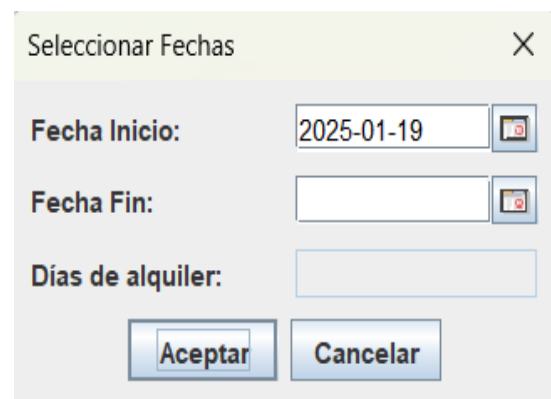 Seleccionar Fechas
Fecha Inicio: 2025-01-19
Fecha Fin:
Días de alquiler:
Aceptar Cancelar